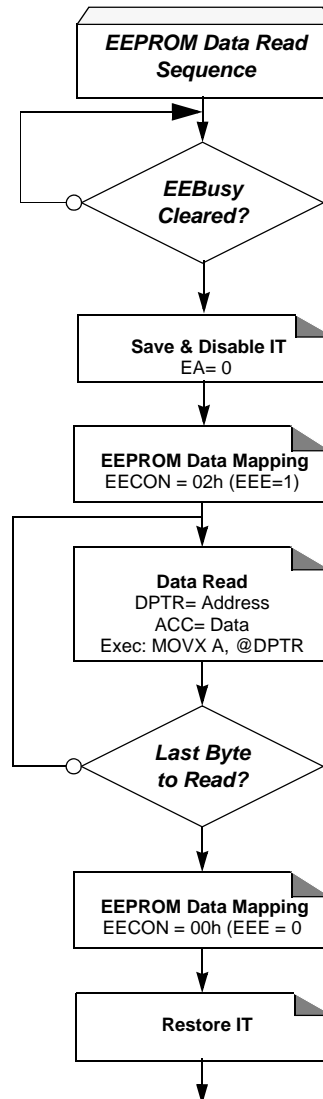 EEPROM Data Read
Sequence
EEBusy
Cleared?
Save & Disable IT
EA= 0
EEPROM Data Mapping
EECON = 02h (EEE=1)
Data Read
DPTR= Address
ACC= Data
Exec: MOVX A, @DPTR
Last Byte
to Read?
EEPROM Data Mapping
EECON = 00h (EEE = 0
Restore IT